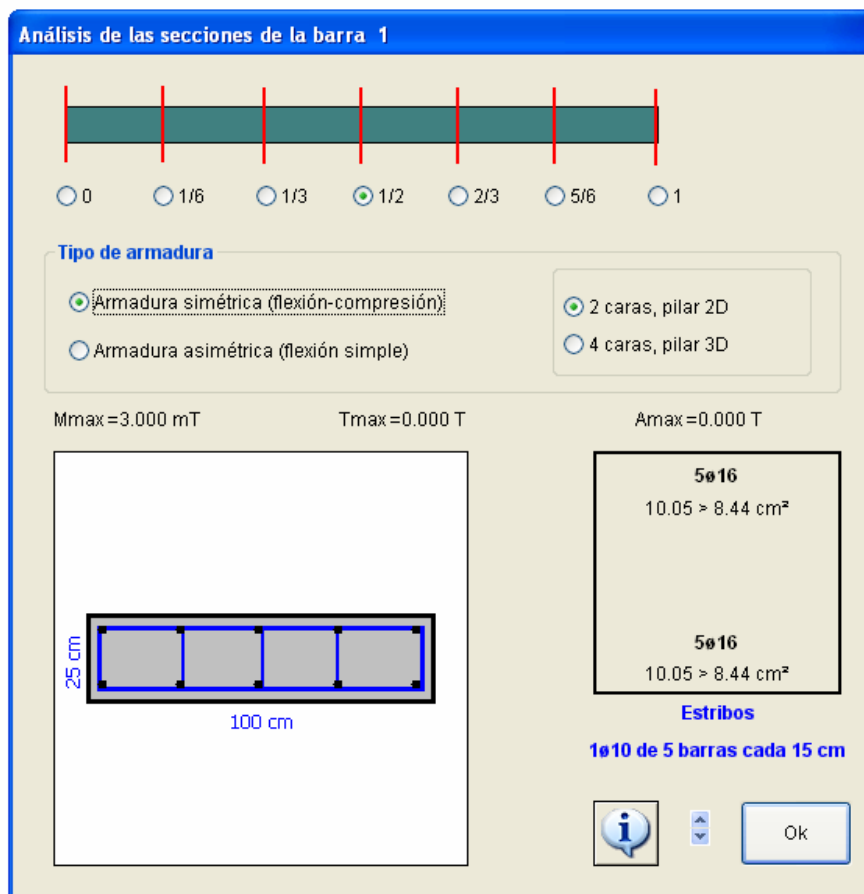 Análisis de las secciones de la barra 1
0 1/6 1/3 1/2 2/3 5/6 1
Tipo de armadura
Armadura simétrica (flexión-compresión)
Armadura asimétrica (flexión simple)
2 caras, pilar 2D
4 caras, pilar 3D
Mmax=3.000 mT Tmax=0.000 T Amax=0.000 T
25 cm
100 cm
5ø16
10.05 > 8.44 cm²
5ø16
10.05 > 8.44 cm²
Estribos
1ø10 de 5 barras cada 15 cm
Ok